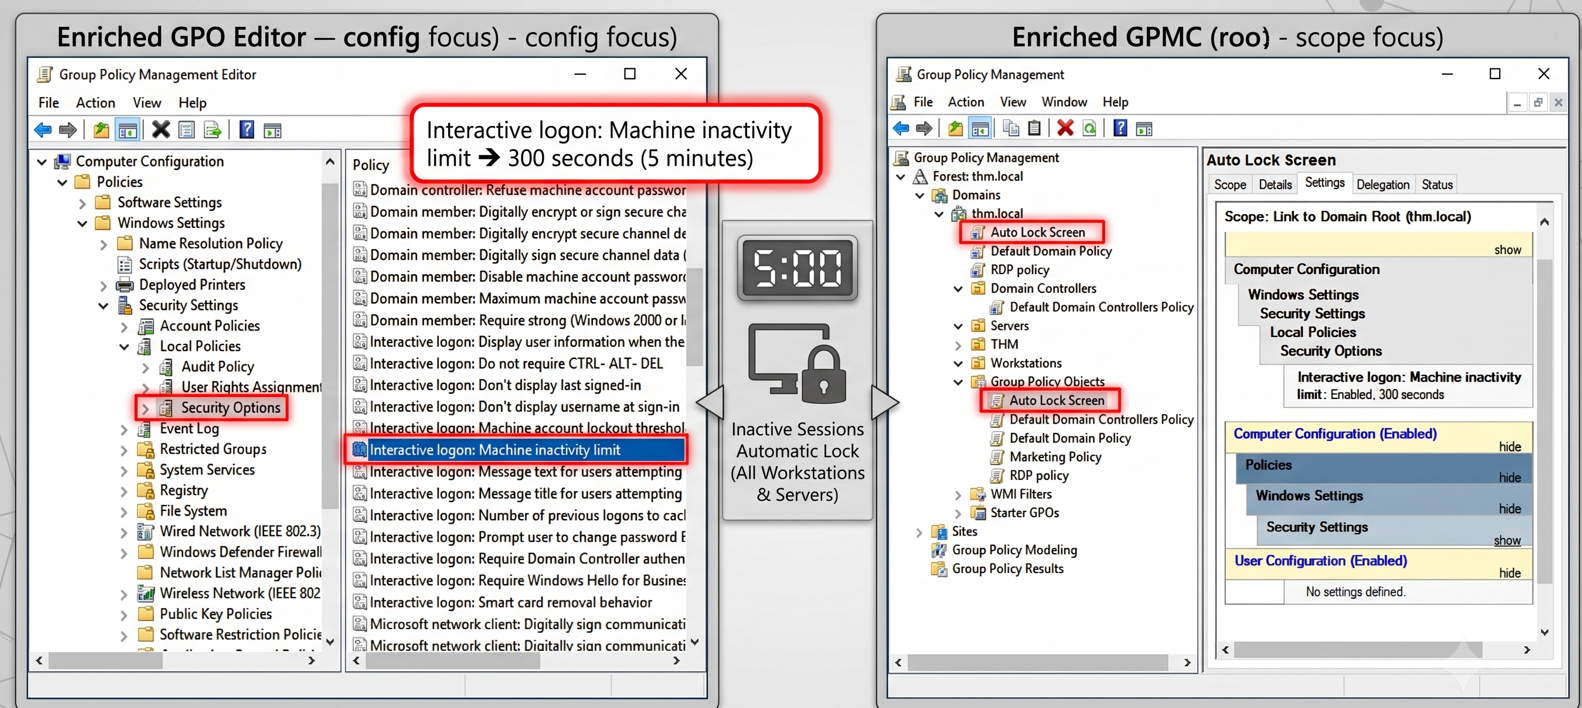 Enriched GPO Editor — config focus) - config focus)
Group Policy Management Editor
File Action View Help
Interactive logon: Machine inactivity
limit ➔ 300 seconds (5 minutes)
Computer Configuration
Policies
Software Settings
Windows Settings
Name Resolution Policy
Scripts (Startup/Shutdown)
Deployed Printers
Security Settings
Account Policies
Local Policies
Audit Policy
User Rights Assignment
Security Options
Event Log
Restricted Groups
System Services
Registry
File System
Wired Network (IEEE 802.3)
Windows Defender Firewall
Network List Manager Polic
Wireless Network (IEEE 802
Public Key Policies
Software Restriction Policie
Policy
Domain controller: Refuse machine account passwor
Domain member: Digitally encrypt or sign secure cha
Domain member: Digitally encrypt secure channel de
Domain member: Digitally sign secure channel data (
Domain member: Disable machine account password
Domain member: Maximum machine account passw
Domain member: Require strong (Windows 2000 or l
Interactive logon: Display user information when the
Interactive logon: Do not require CTRL- ALT- DEL
Interactive logon: Don't display last signed-in
Interactive logon: Don't display username at sign-in
Interactive logon: Machine account lockout threshol
Interactive logon: Machine inactivity limit
Interactive logon: Message text for users attempting
Interactive logon: Message title for users attempting
Interactive logon: Number of previous logons to cacl
Interactive logon: Prompt user to change password E
Interactive logon: Require Domain Controller authen
Interactive logon: Require Windows Hello for Busines
Interactive logon: Smart card removal behavior
Microsoft network client: Digitally sign communicati
Microsoft network client: Digitally sign communicati
5:00
Inactive Sessions
Automatic Lock
(All Workstations
& Servers)
Enriched GPMC (roo) - scope focus)
Group Policy Management
File Action View Window Help
Group Policy Management
Forest: thm.local
Domains
thm.local
Auto Lock Screen
Default Domain Policy
RDP policy
Domain Controllers
Default Domain Controllers Policy
Servers
THM
Workstations
Group Policy Objects
Auto Lock Screen
Default Domain Controllers Policy
Default Domain Policy
Marketing Policy
RDP policy
WMI Filters
Starter GPOs
Sites
Group Policy Modeling
Group Policy Results
Auto Lock Screen
Scope Details Settings Delegation Status
Scope: Link to Domain Root (thm.local)
show
Computer Configuration
Windows Settings
Security Settings
Local Policies
Security Options
Interactive logon: Machine inactivity
limit: Enabled, 300 seconds
Computer Configuration (Enabled)
hide
Policies
hide
Windows Settings
hide
Security Settings
show
User Configuration (Enabled)
hide
No settings defined.